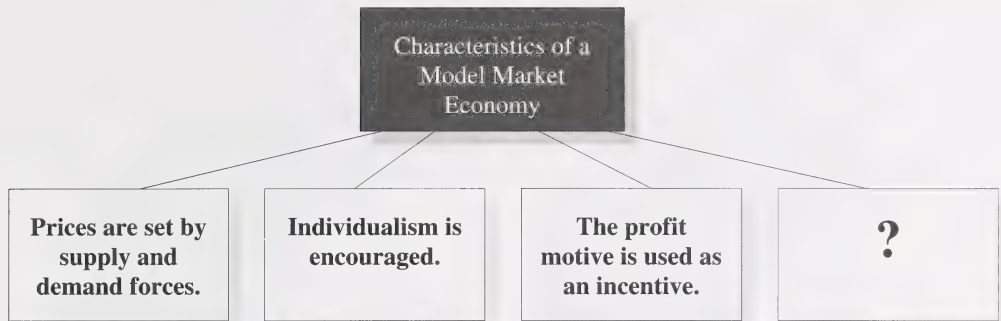 Characteristics of a
Model Market
Economy
Prices are set by
supply and
demand forces.
Individualism is
encouraged.
The profit
motive is used as
an incentive.
?